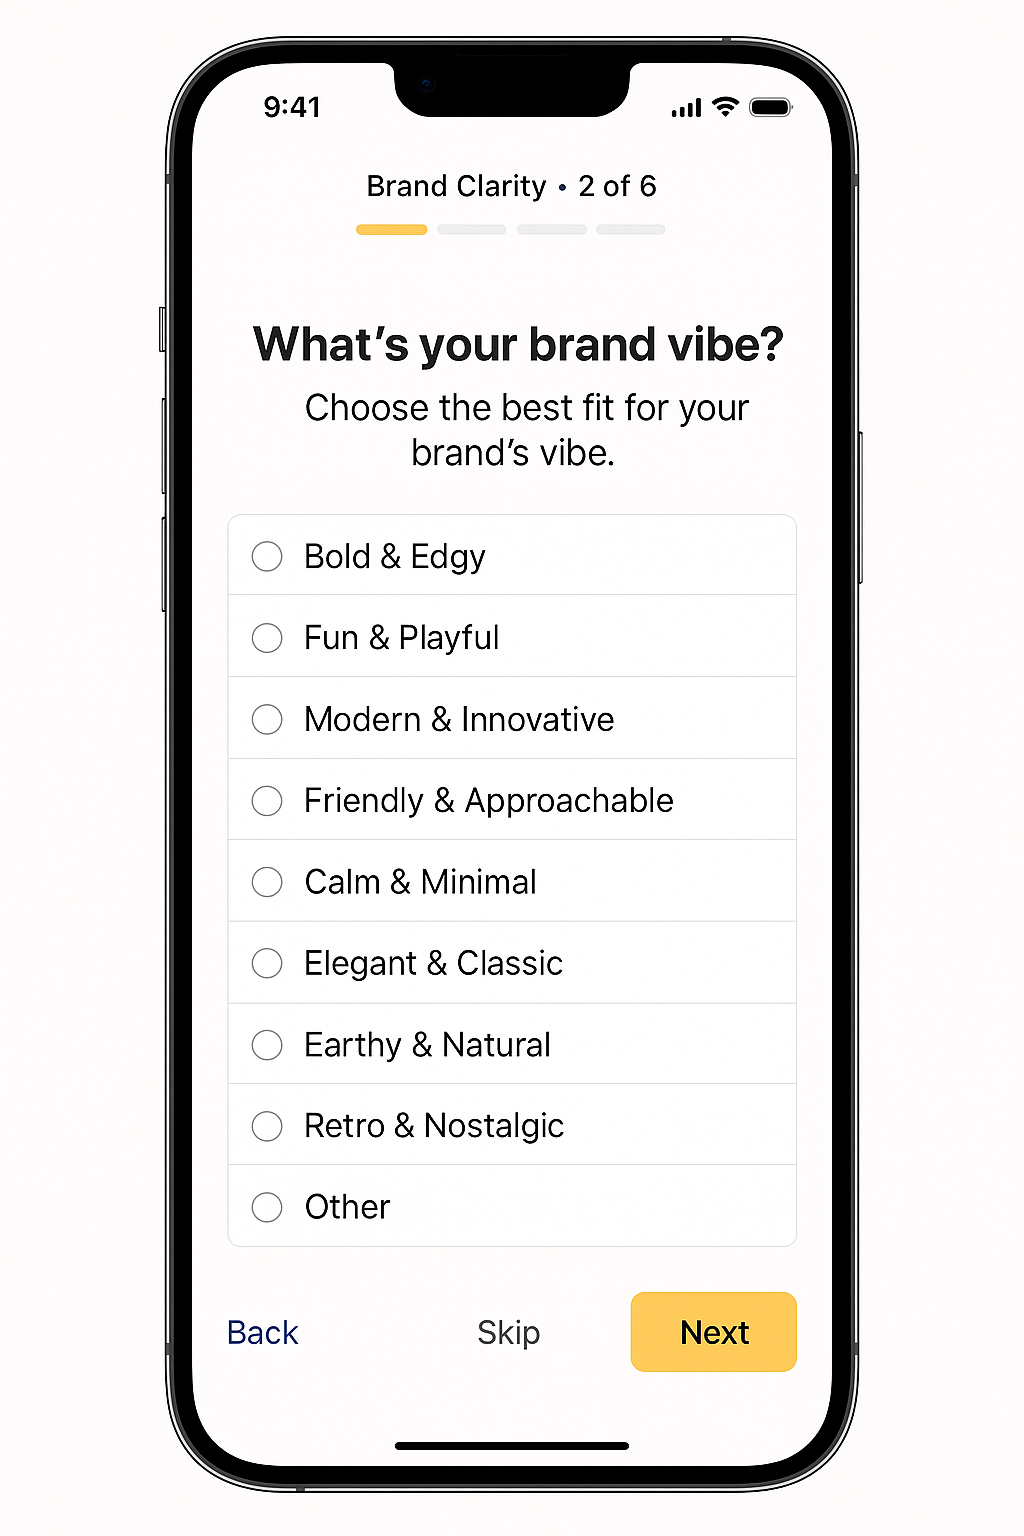 9:41
Brand Clarity • 2 of 6
What’s your brand vibe?
Choose the best fit for your
brand’s vibe.
Bold & Edgy
Fun & Playful
Modern & Innovative
Friendly & Approachable
Calm & Minimal
Elegant & Classic
Earthy & Natural
Retro & Nostalgic
Other
Back Skip Next